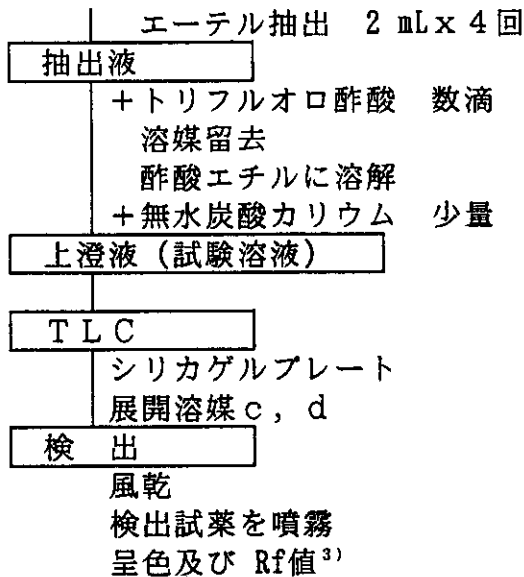 エーテル抽出 2 mL x 4回
抽出液
＋トリフルオロ酢酸 数滴
溶媒留去
酢酸エチルに溶解
＋無水炭酸カリウム 少量
上澄液（試験溶液）
ＴＬＣ
シリカゲルプレート
展開溶媒ｃ，ｄ
検 出
風乾
検出試薬を噴霧
呈色及び Rf値³⁾